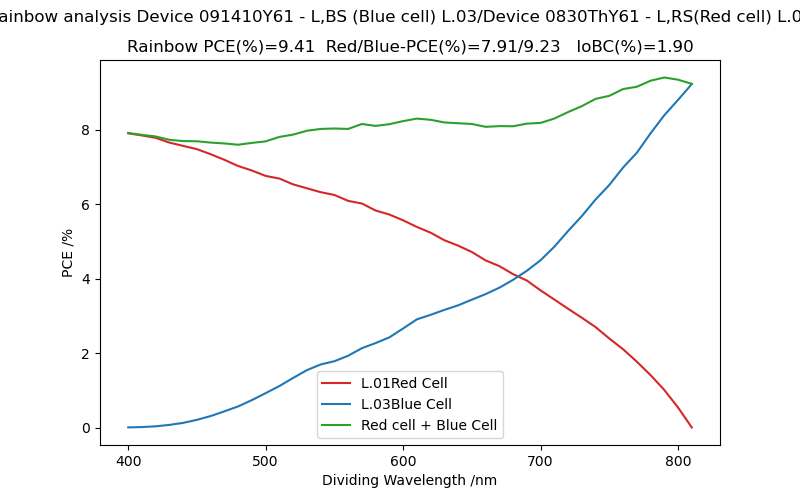 ainbow analysis Device 091410Y61 - L,BS (Blue cell) L.03/Device 0830ThY61 - L,RS(Red cell) L.0
Rainbow PCE(%)=9.41  Red/Blue-PCE(%)=7.91/9.23   IoBC(%)=1.90
PCE /%
8
6
4
2
0
L.01Red Cell
L.03Blue Cell
Red cell + Blue Cell
400 500 600 700 800
Dividing Wavelength /nm